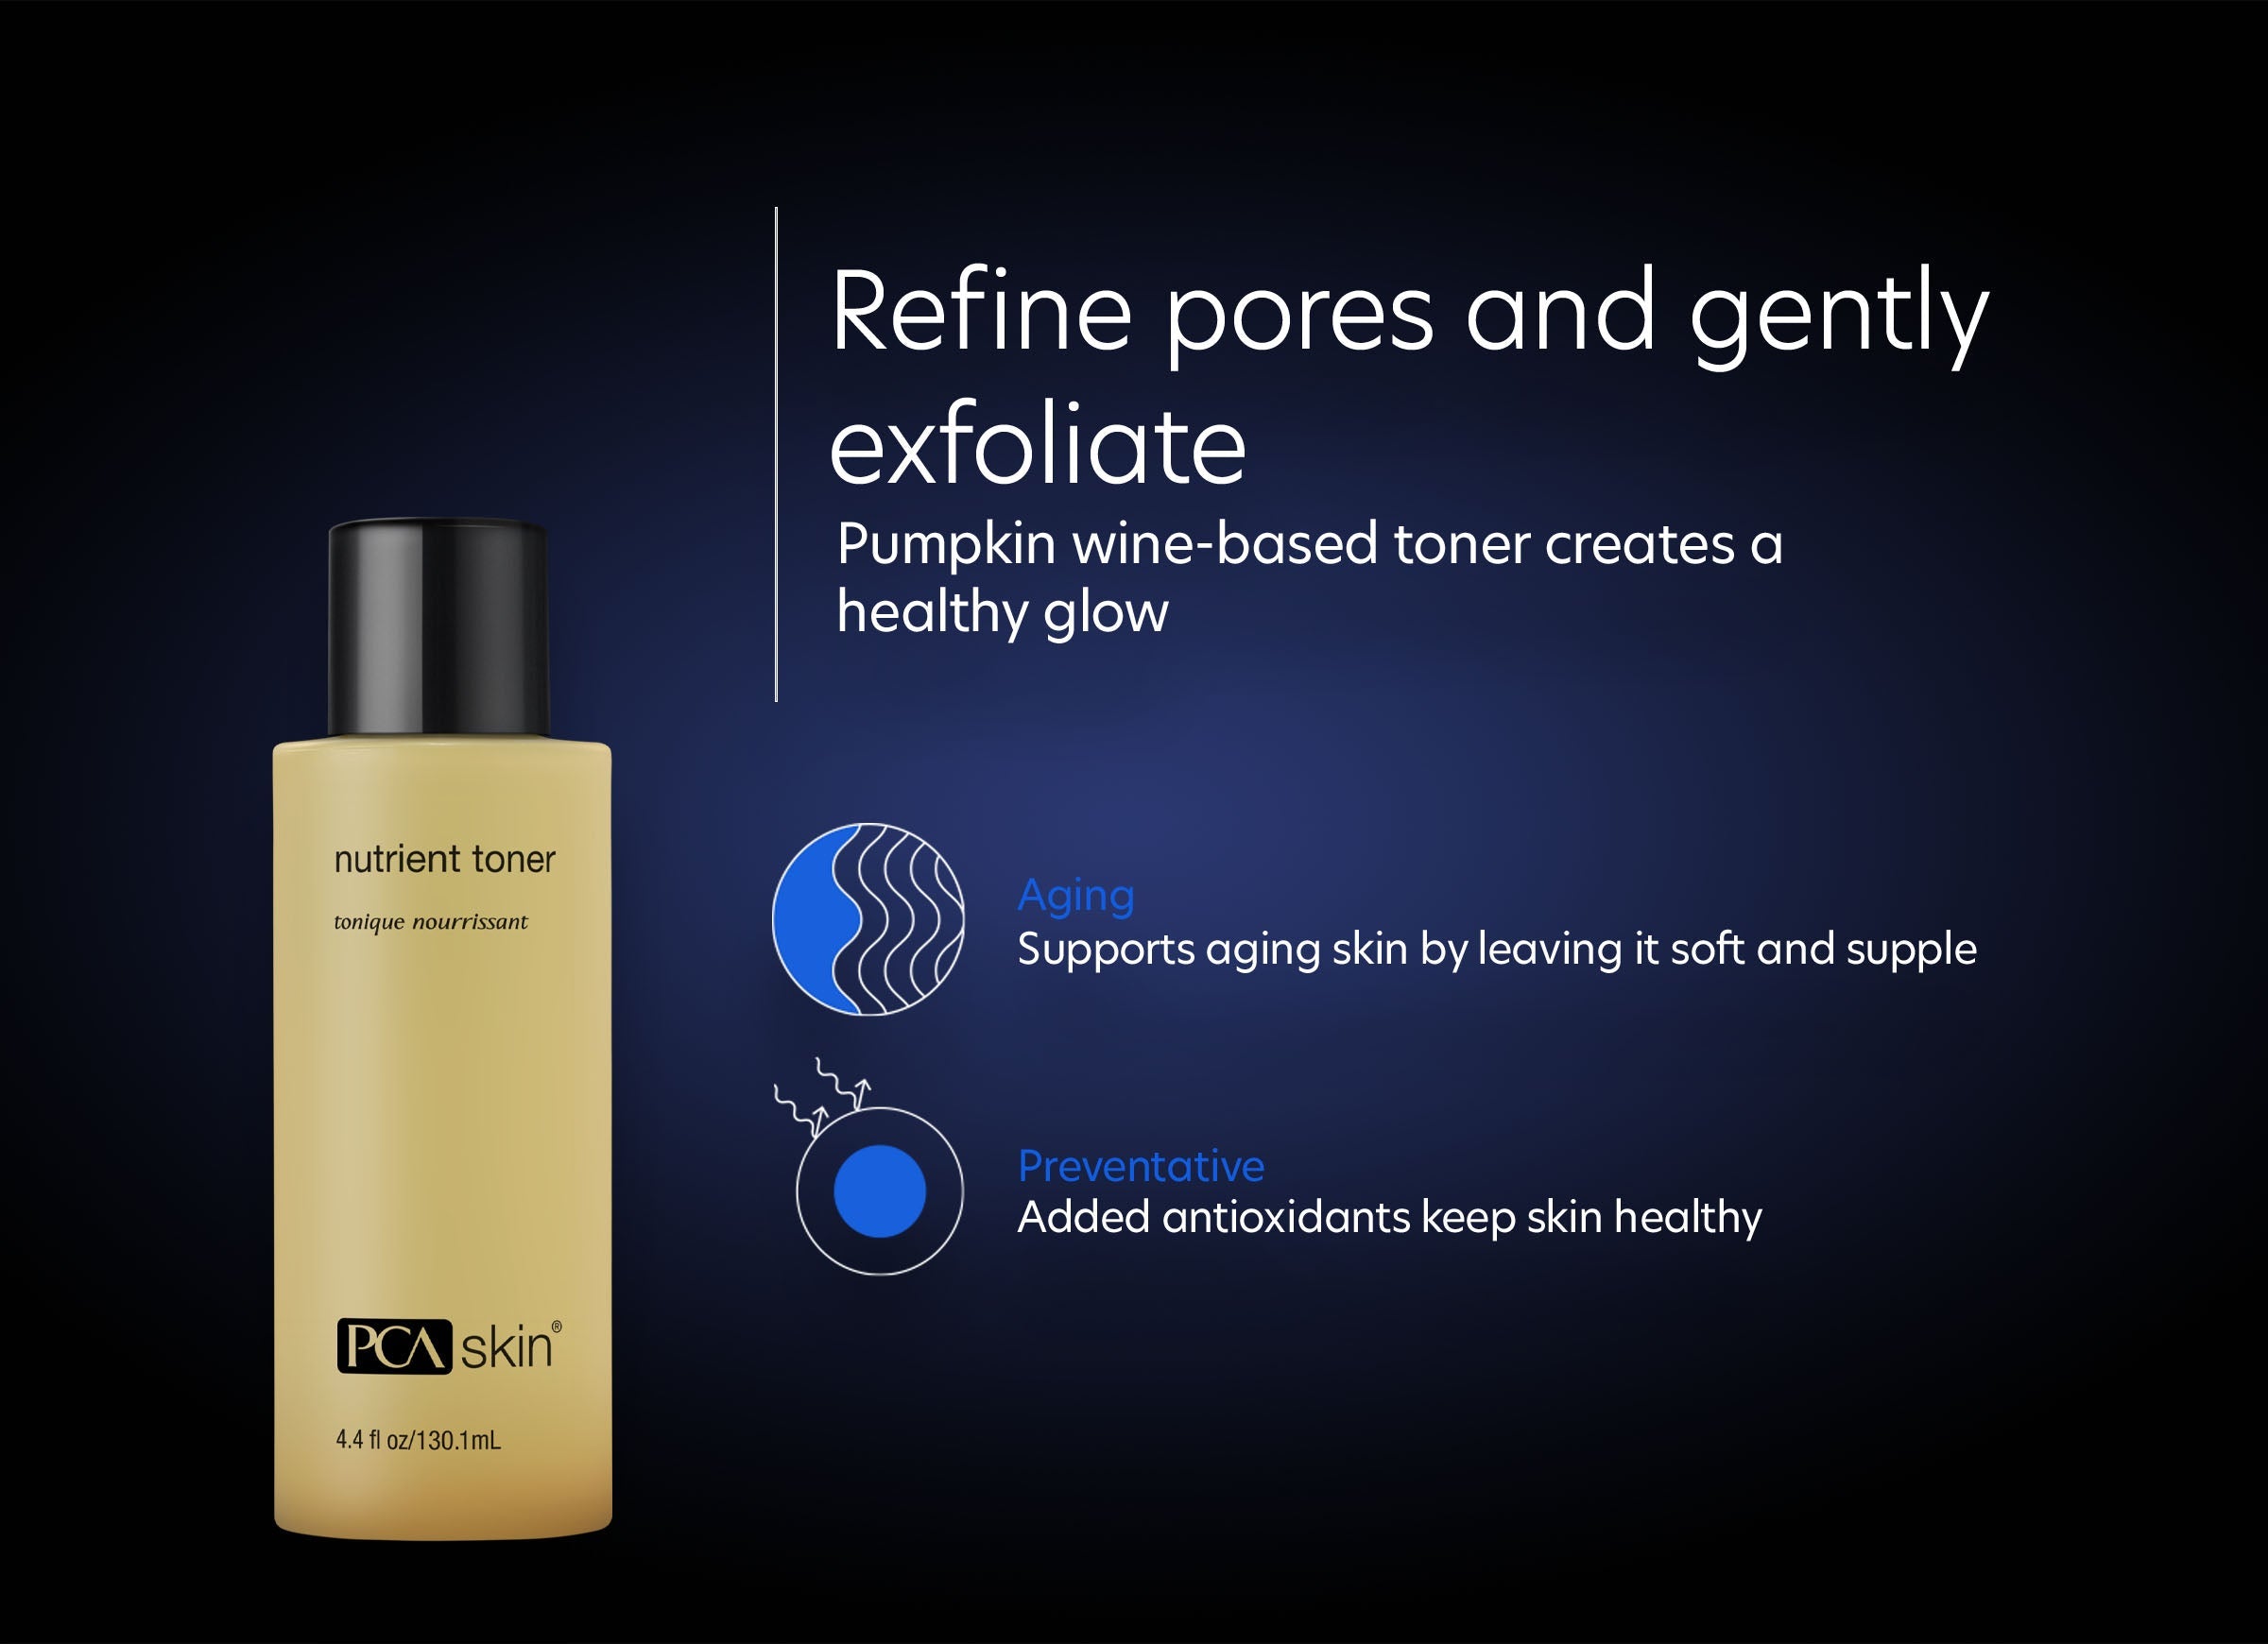 Refine pores and gently
exfoliate
Pumpkin wine-based toner creates a
healthy glow
nutrient toner
tonique nourrissant
PCA skin®
4.4 fl oz/130.1mL
Aging
Supports aging skin by leaving it soft and supple
Preventative
Added antioxidants keep skin healthy